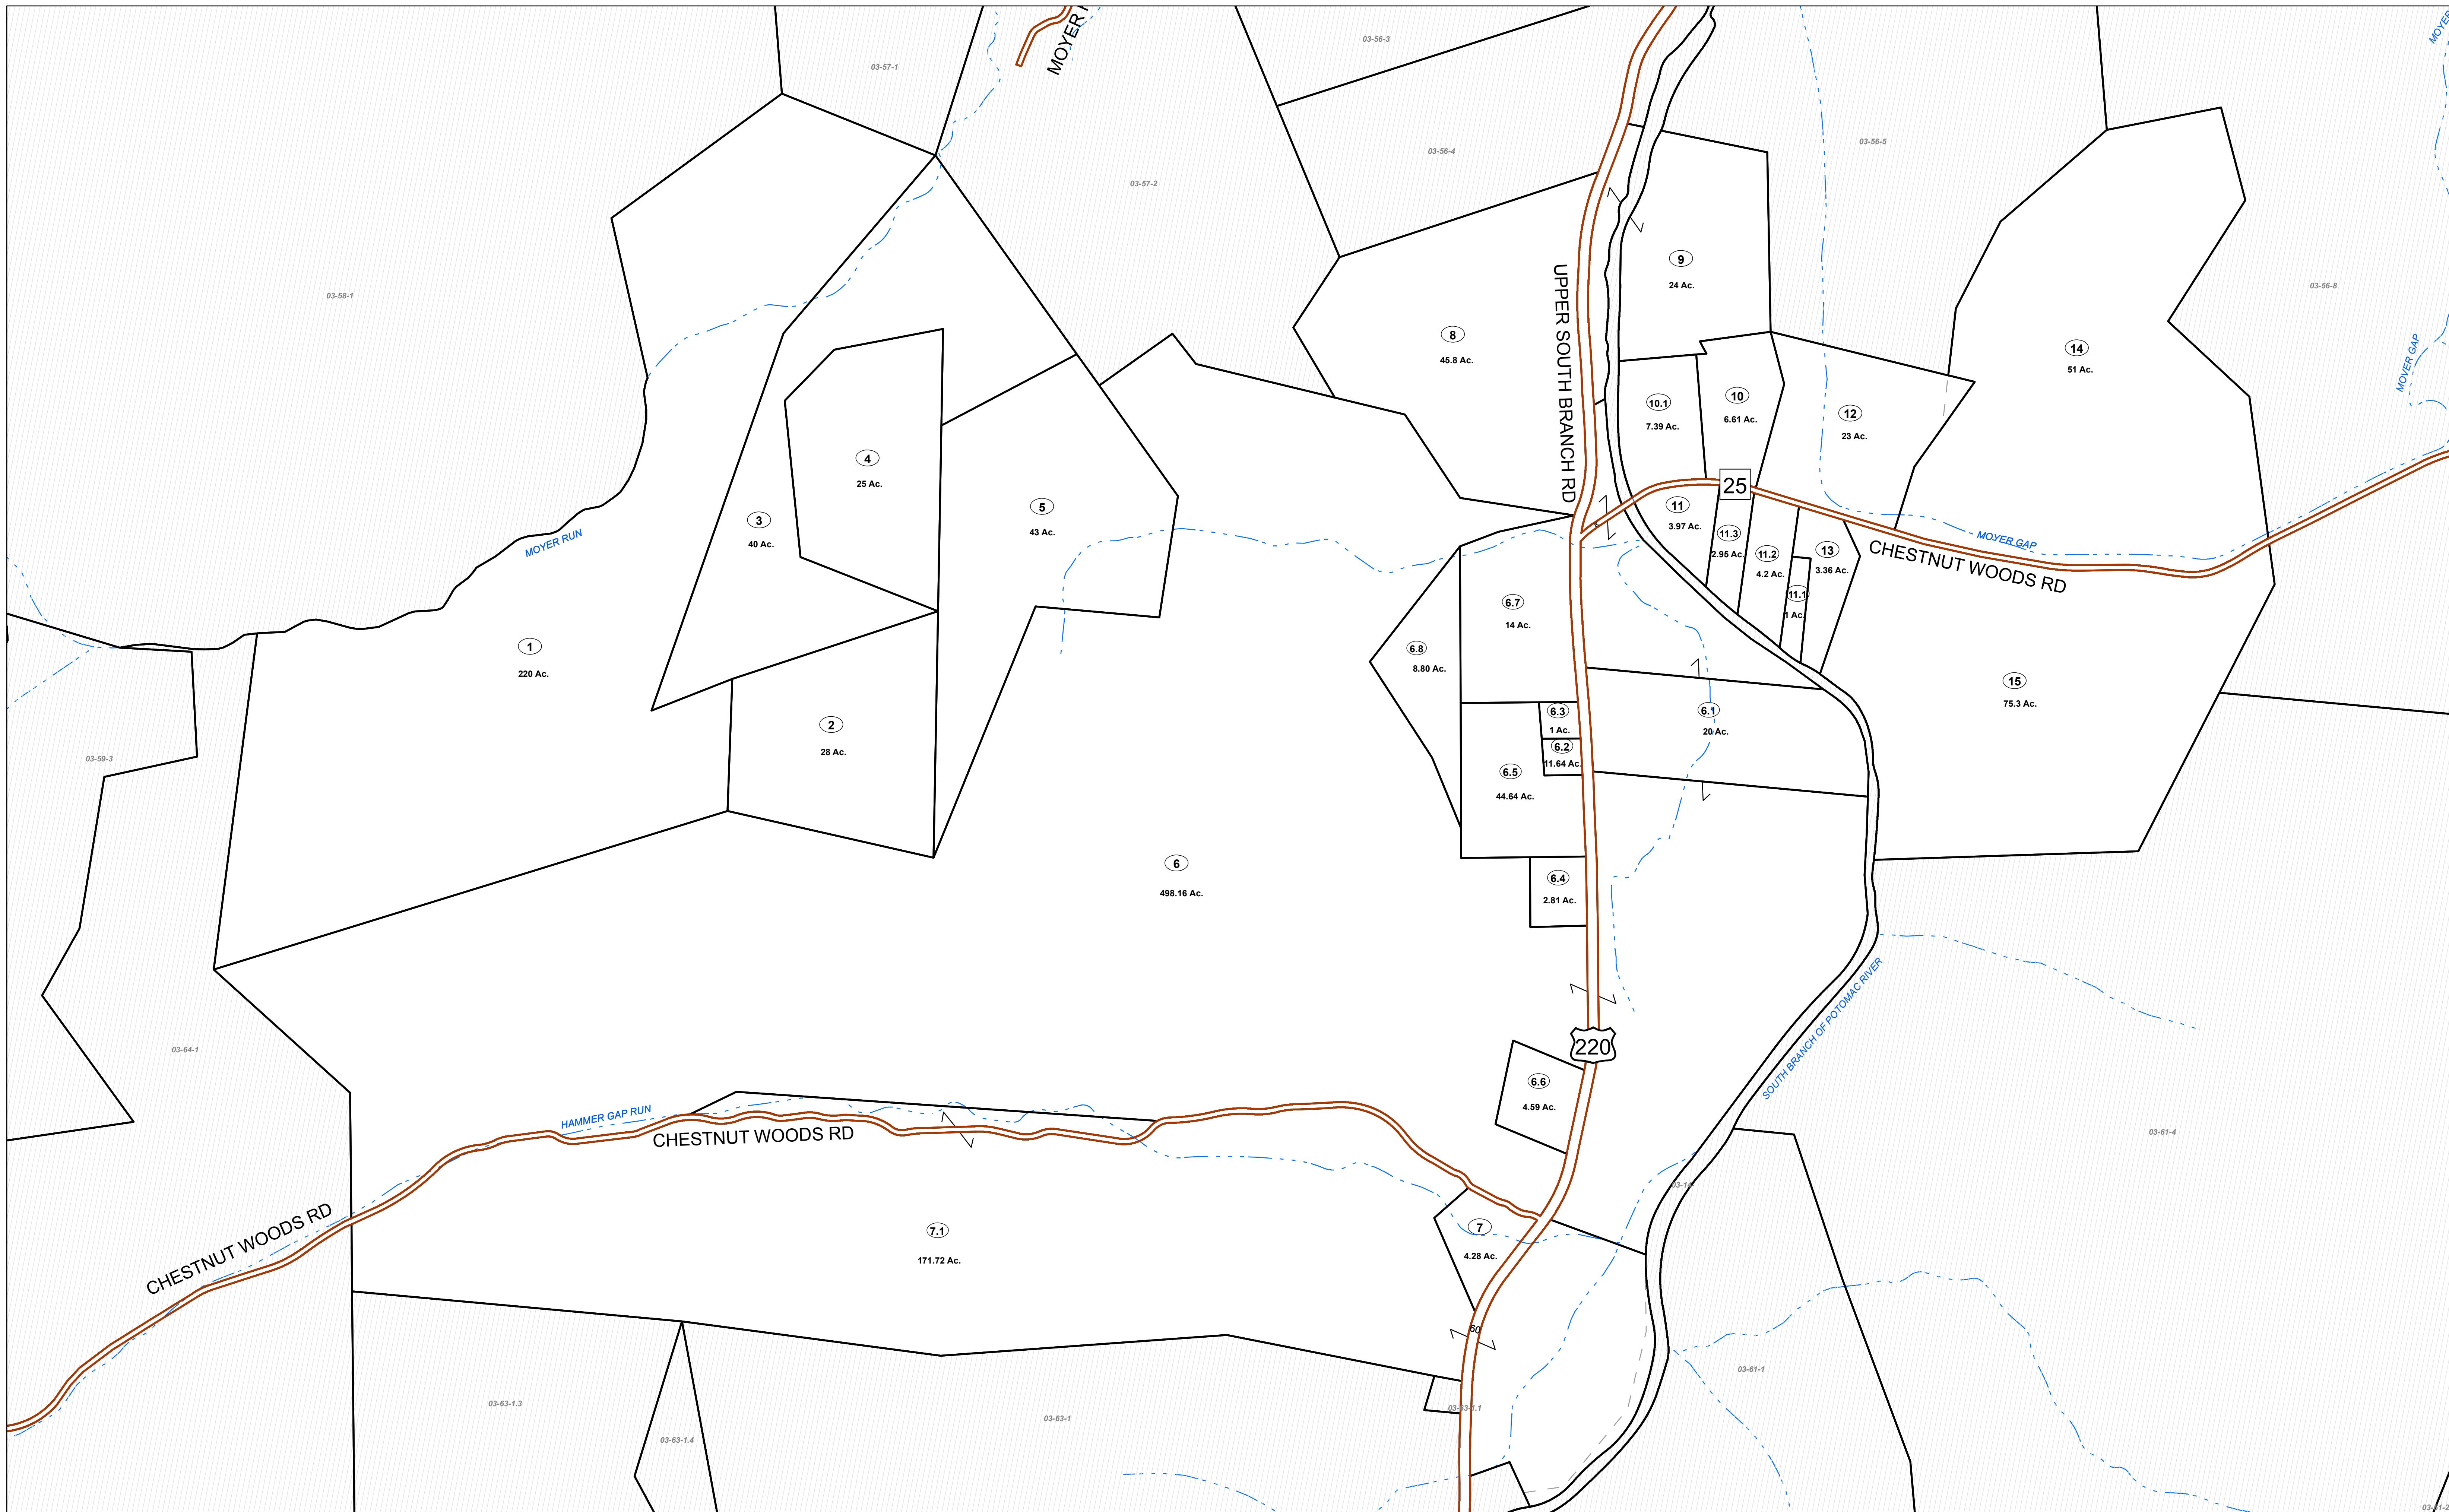 MOYER
03-57-1
03-56-3
MOYER
03-56-4
03-56-5
03-57-2
9
24 Ac.
03-58-1
03-56-8
UPPER SOUTH BRANCH RD
8
45.8 Ac.
14
51 Ac.
MOYER GAP
10.1
7.39 Ac.
10
6.61 Ac.
12
23 Ac.
4
25 Ac.
25
5
43 Ac.
3
40 Ac.
11
3.97 Ac.
11.3
2.95 Ac.
11.2
4.2 Ac.
13
3.36 Ac.
11.1
1 Ac.
MOYER GAP
CHESTNUT WOODS RD
MOYER RUN
6.7
14 Ac.
1
220 Ac.
6.8
8.80 Ac.
15
75.3 Ac.
2
28 Ac.
6.3
1 Ac.
6.2
11.64 Ac.
6.1
20 Ac.
03-59-3
6.5
44.64 Ac.
6
498.16 Ac.
6.4
2.81 Ac.
SOUTH BRANCH OF POTOMAC RIVER
03-64-1
220
6.6
4.59 Ac.
HAMMER GAP RUN
CHESTNUT WOODS RD
03-61-4
CHESTNUT WOODS RD
7.1
171.72 Ac.
7
4.28 Ac.
60
03-61-1
03-63-1.3
03-63-1.1
03-63-1
03-63-1.4